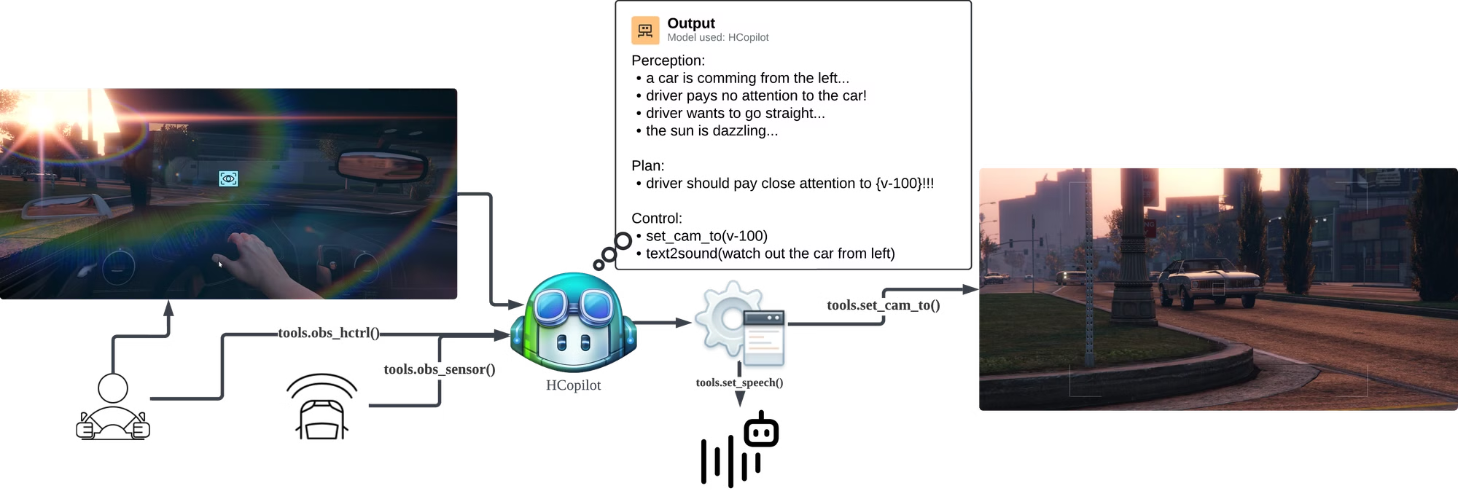 Output
Model used: HCopilot
Perception:
• a car is comming from the left...
• driver pays no attention to the car!
• driver wants to go straight...
• the sun is dazzling...
Plan:
• driver should pay close attention to {v-100}!!!
Control:
• set_cam_to(v-100)
• text2sound(watch out the car from left)
tools.obs_hctrl()
tools.obs_sensor()
HCopilot
tools.set_cam_to()
tools.set_speech()